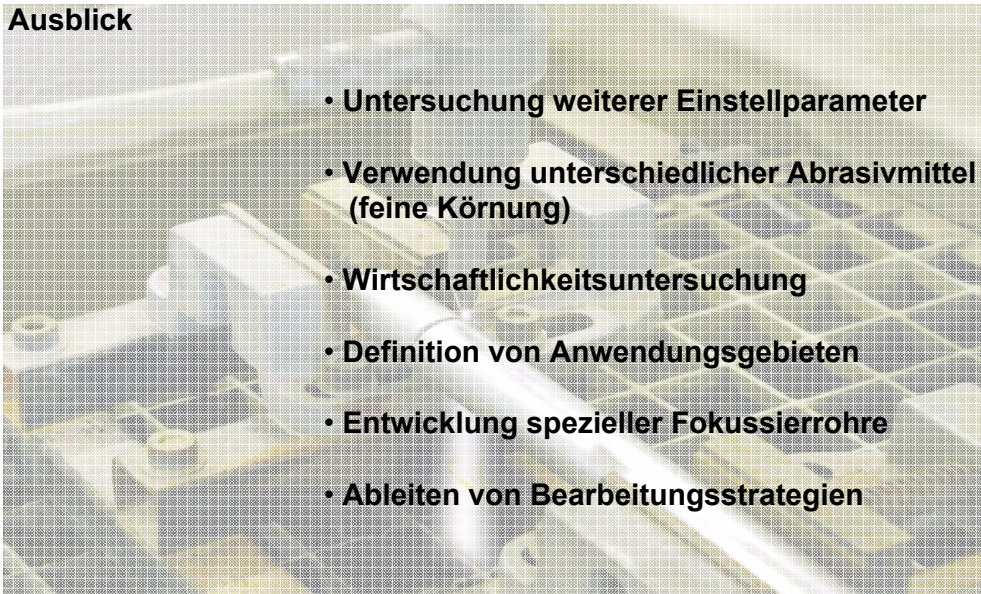 Ausblick
• Untersuchung weiterer Einstellparameter
• Verwendung unterschiedlicher Abrasivmittel
(feine Körnung)
• Wirtschaftlichkeitsuntersuchung
• Definition von Anwendungsgebieten
• Entwicklung spezieller Fokussierrohre
• Ableiten von Bearbeitungsstrategien